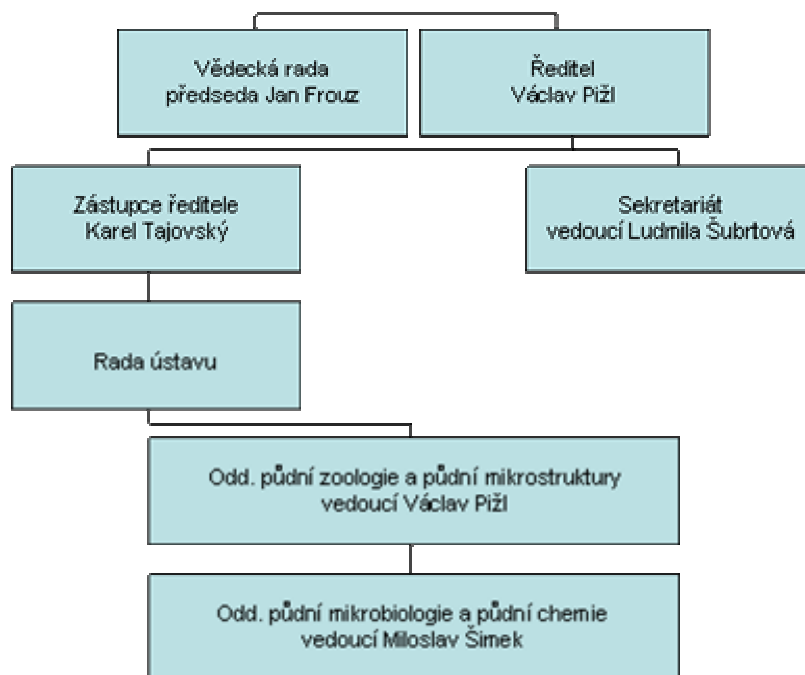 Vědecká rada
předseda Jan Frouz
Ředitel
Václav Pižl
Zástupce ředitele
Karel Tajovský
Sekretariát
vedoucí Ludmila Šubrtová
Rada ústavu
Odd. půdní zoologie a půdní mikrostruktury
vedoucí Václav Pižl
Odd. půdní mikrobiologie a půdní chemie
vedoucí Miloslav Šimek